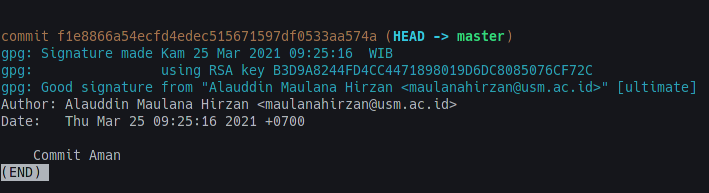 commit f1e8866a54ecfd4edec515671597df0533aa574a (HEAD -> master)
gpg: Signature made Kam 25 Mar 2021 09:25:16  WIB
gpg:                using RSA key B3D9A8244FD4CC4471898019D6DC8085076CF72C
gpg: Good signature from "Alauddin Maulana Hirzan <maulanahirzan@usm.ac.id>" [ultimate]
Author: Alauddin Maulana Hirzan <maulanahirzan@usm.ac.id>
Date:   Thu Mar 25 09:25:16 2021 +0700
    Commit Aman
(END)